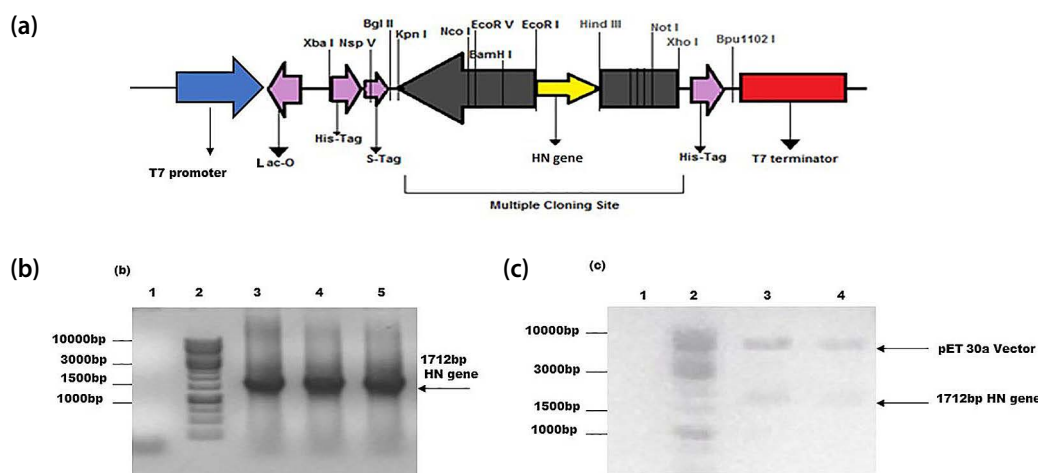 (a)
Xba I
Nsp V
Bgl II
Kpn I
Nco I
EcoR V
BamH I
EcoR I
Hind III
Not I
Xho I
Bpu1102 I
T7 promoter
Lac-O
His-Tag
S-Tag
HN gene
His-Tag
T7 terminator
Multiple Cloning Site
(b)
(b)
1 2 3 4 5
10000bp
3000bp
1500bp
1000bp
1712bp
HN gene
(c)
(c)
1 2 3 4
10000bp
3000bp
1500bp
1000bp
pET 30a Vector
1712bp HN gene